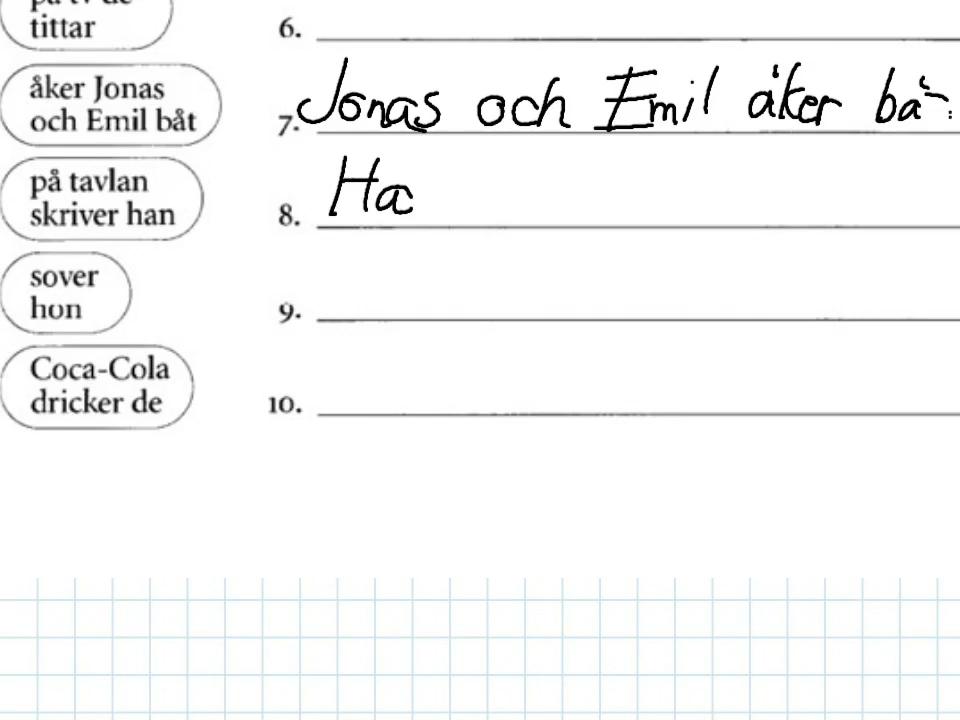 tittar
6.
åker Jonas
och Emil båt
7. Jonas och Emil åker bå
på tavlan
skriver han
8. Ha
sover
hon
9.
Coca-Cola
dricker de
10.